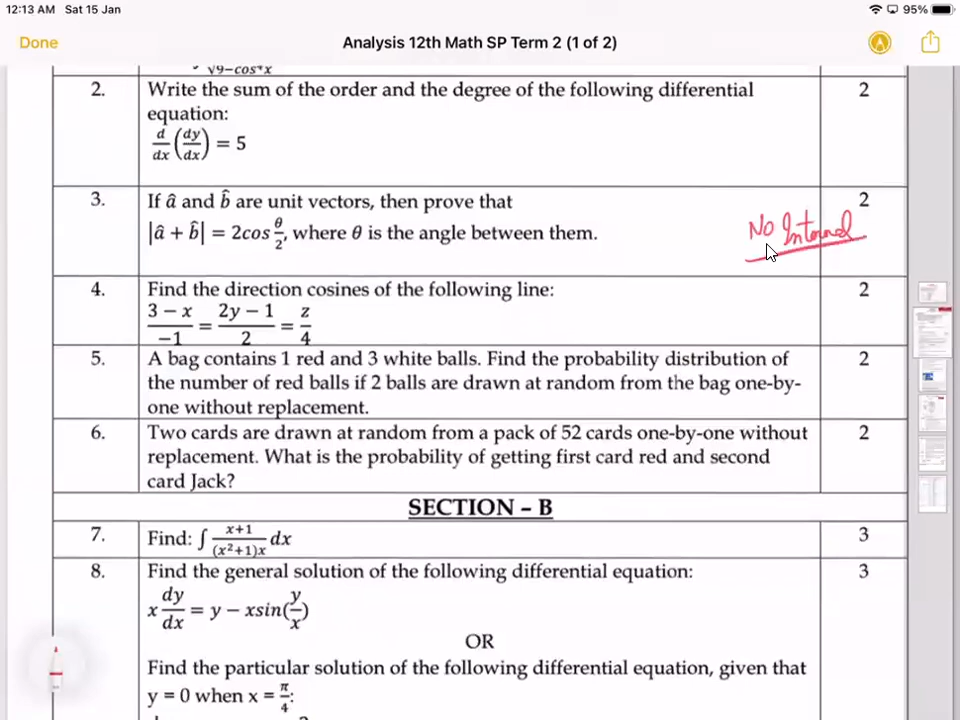 12:13 AM Sat 15 Jan
95%
Done
Analysis 12th Math SP Term 2 (1 of 2)
√9−cos⁴x
2. Write the sum of the order and the degree of the following differential 2
equation:
d/dx (dy/dx) = 5
3. If â and b̂ are unit vectors, then prove that 2
|â + b̂| = 2cos θ/2, where θ is the angle between them.
No Internal
4. Find the direction cosines of the following line: 2
(3 − x)/−1 = (2y − 1)/2 = z/4
5. A bag contains 1 red and 3 white balls. Find the probability distribution of 2
the number of red balls if 2 balls are drawn at random from the bag one-by-
one without replacement.
6. Two cards are drawn at random from a pack of 52 cards one-by-one without 2
replacement. What is the probability of getting first card red and second
card Jack?
SECTION – B
7. Find: ∫ (x+1)/((x²+1)x) dx 3
8. Find the general solution of the following differential equation: 3
x dy/dx = y − xsin(y/x)
OR
Find the particular solution of the following differential equation, given that
y = 0 when x = π/4: